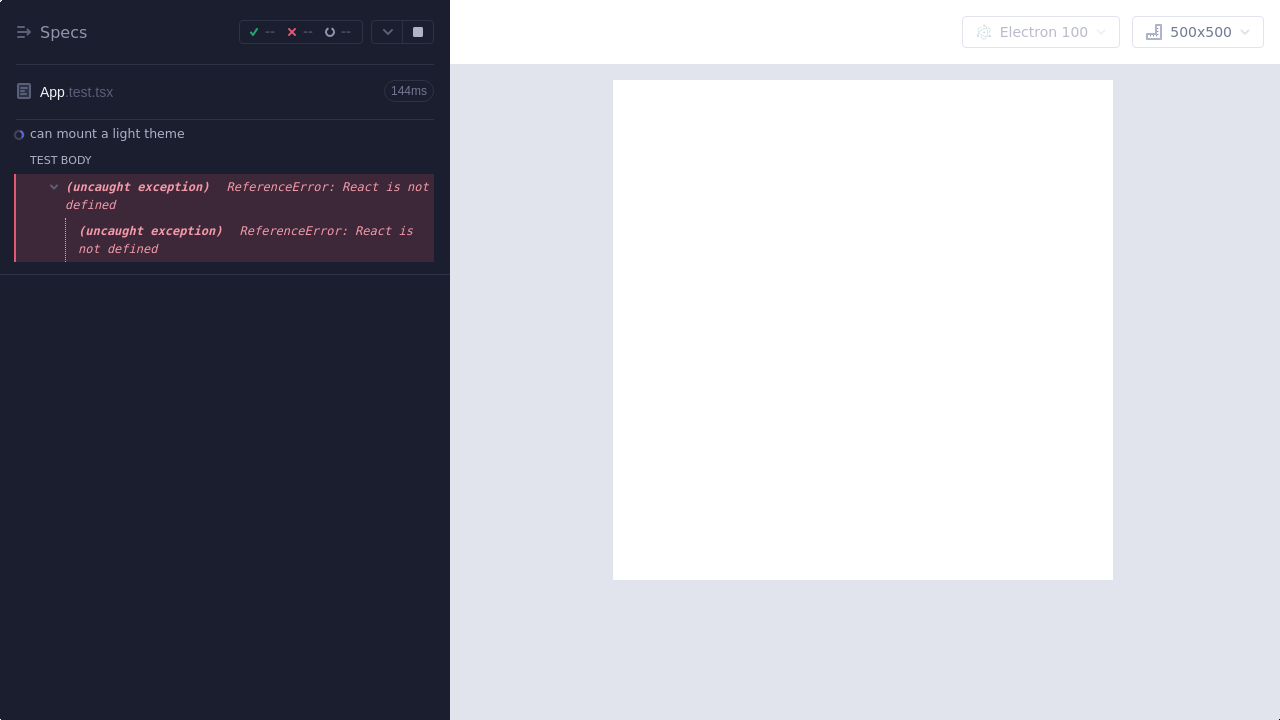 Specs
--
--
--
App.test.tsx
144ms
can mount a light theme
TEST BODY
(uncaught exception) ReferenceError: React is not
defined
(uncaught exception) ReferenceError: React is
not defined
Electron 100
500x500